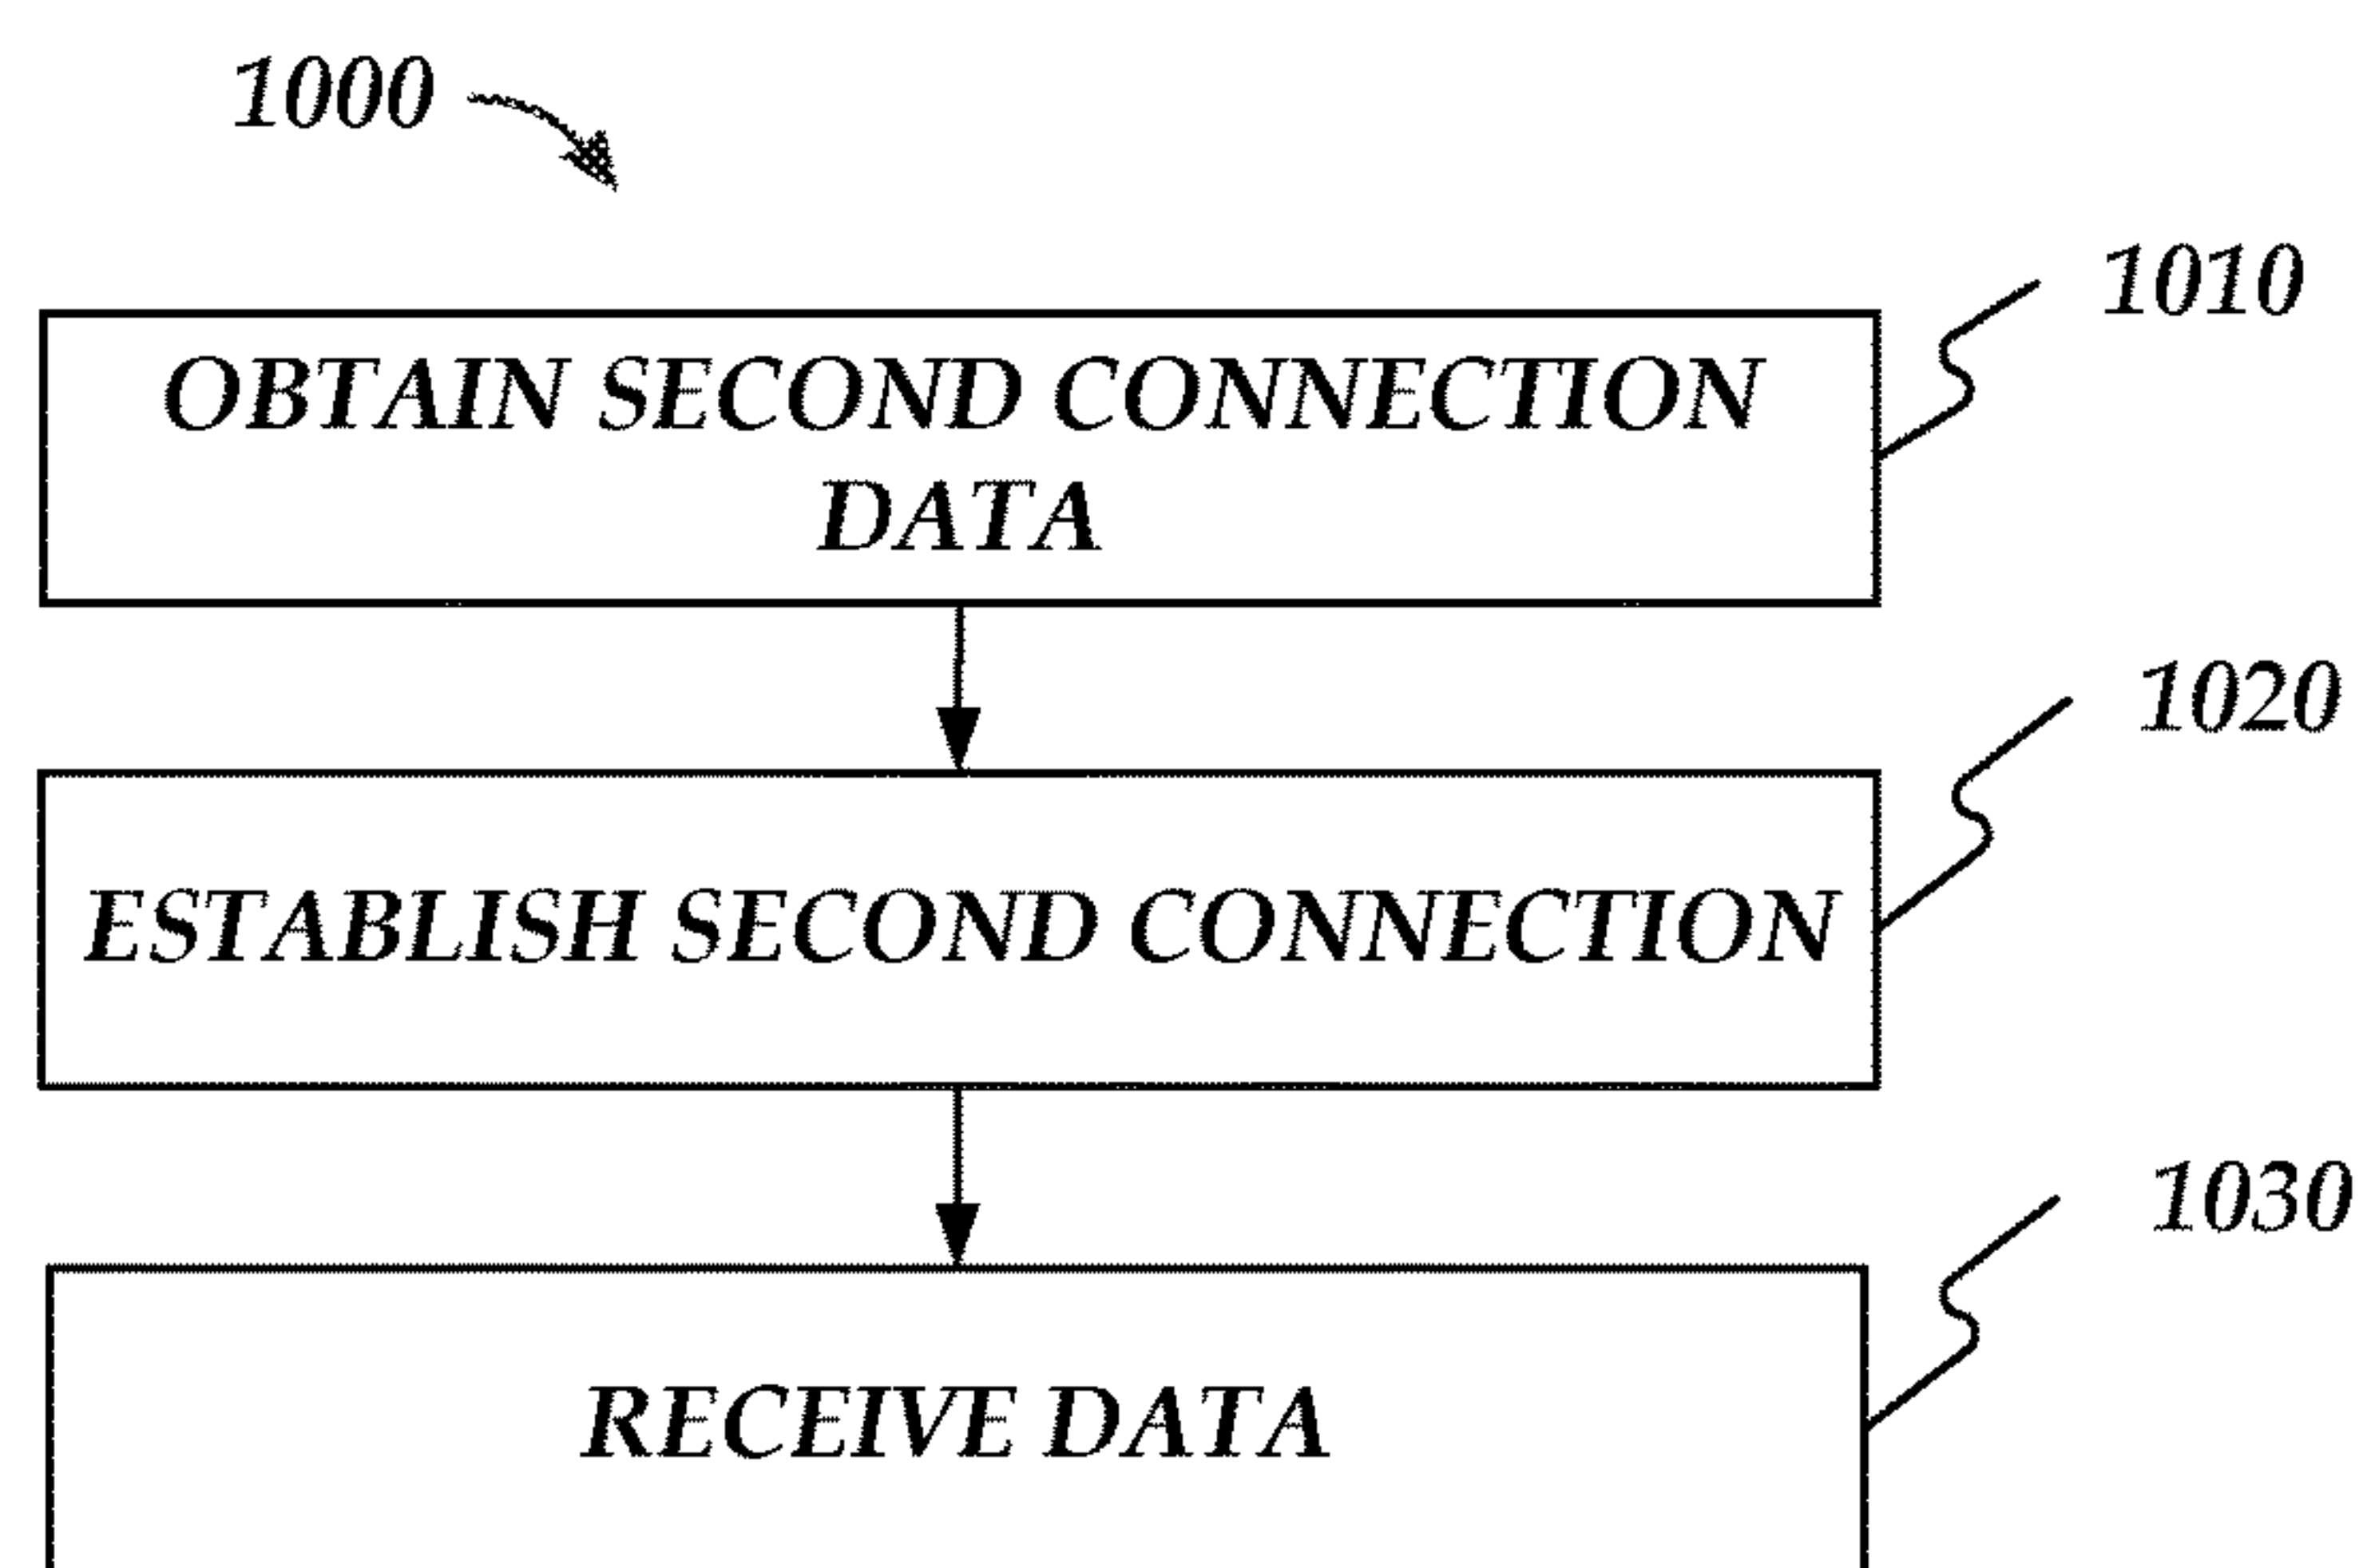 1000
1010
OBTAIN SECOND CONNECTION
DATA
1020
ESTABLISH SECOND CONNECTION
1030
RECEIVE DATA